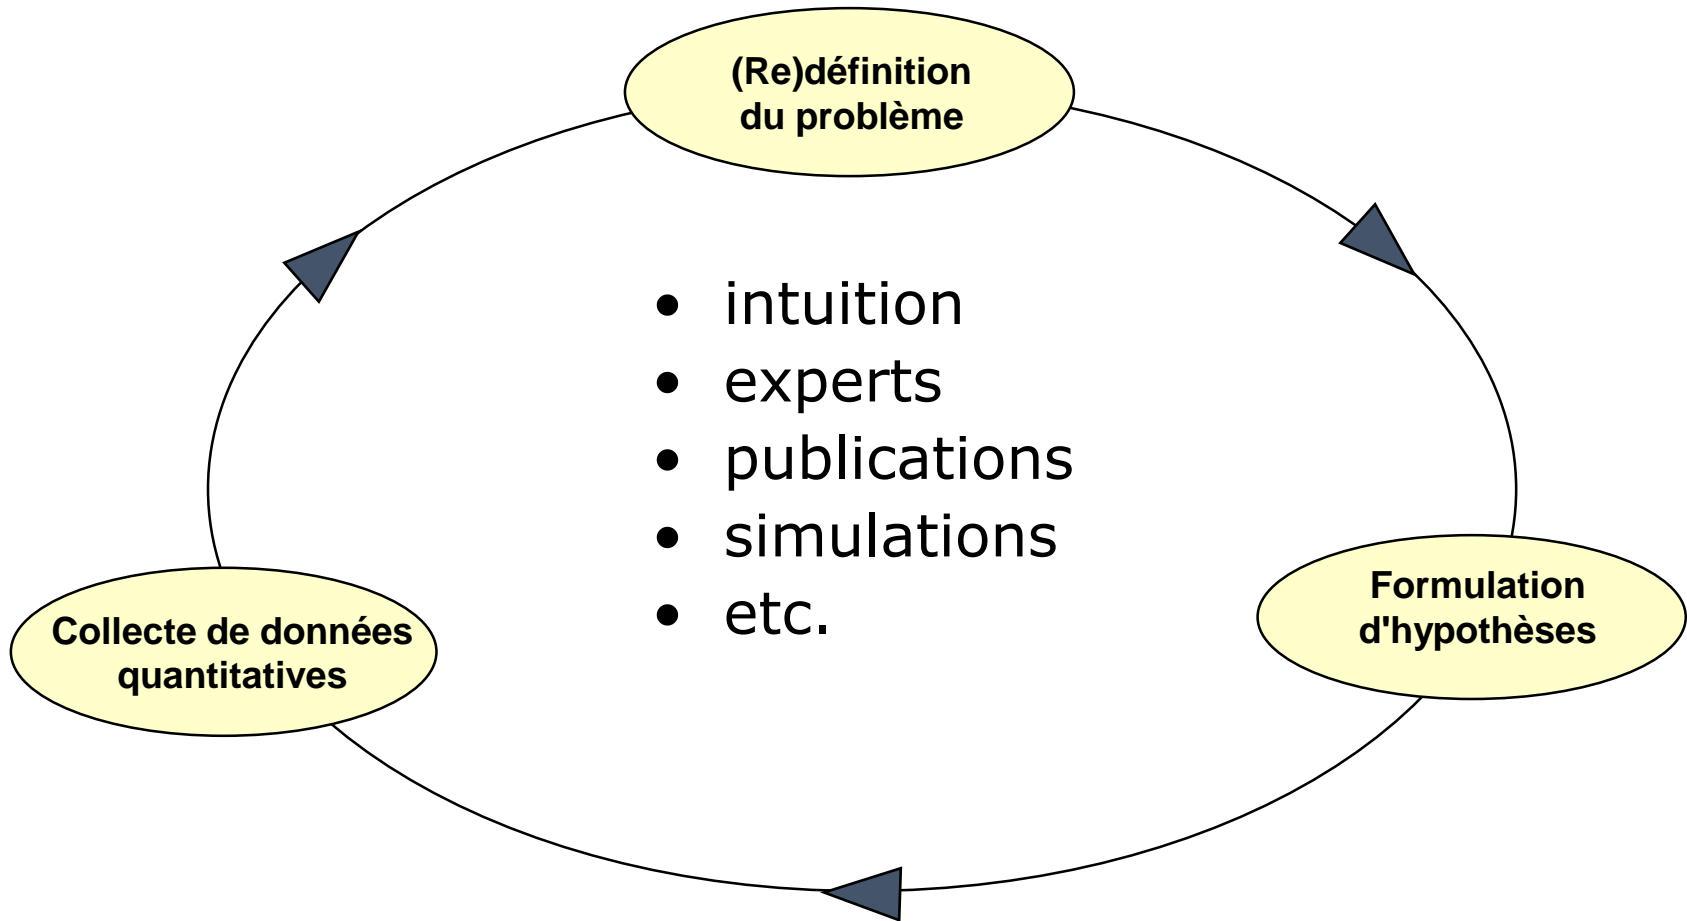 (Re)définition
du problème
• intuition
• experts
• publications
• simulations
• etc.
Formulation
d'hypothèses
Collecte de données
quantitatives